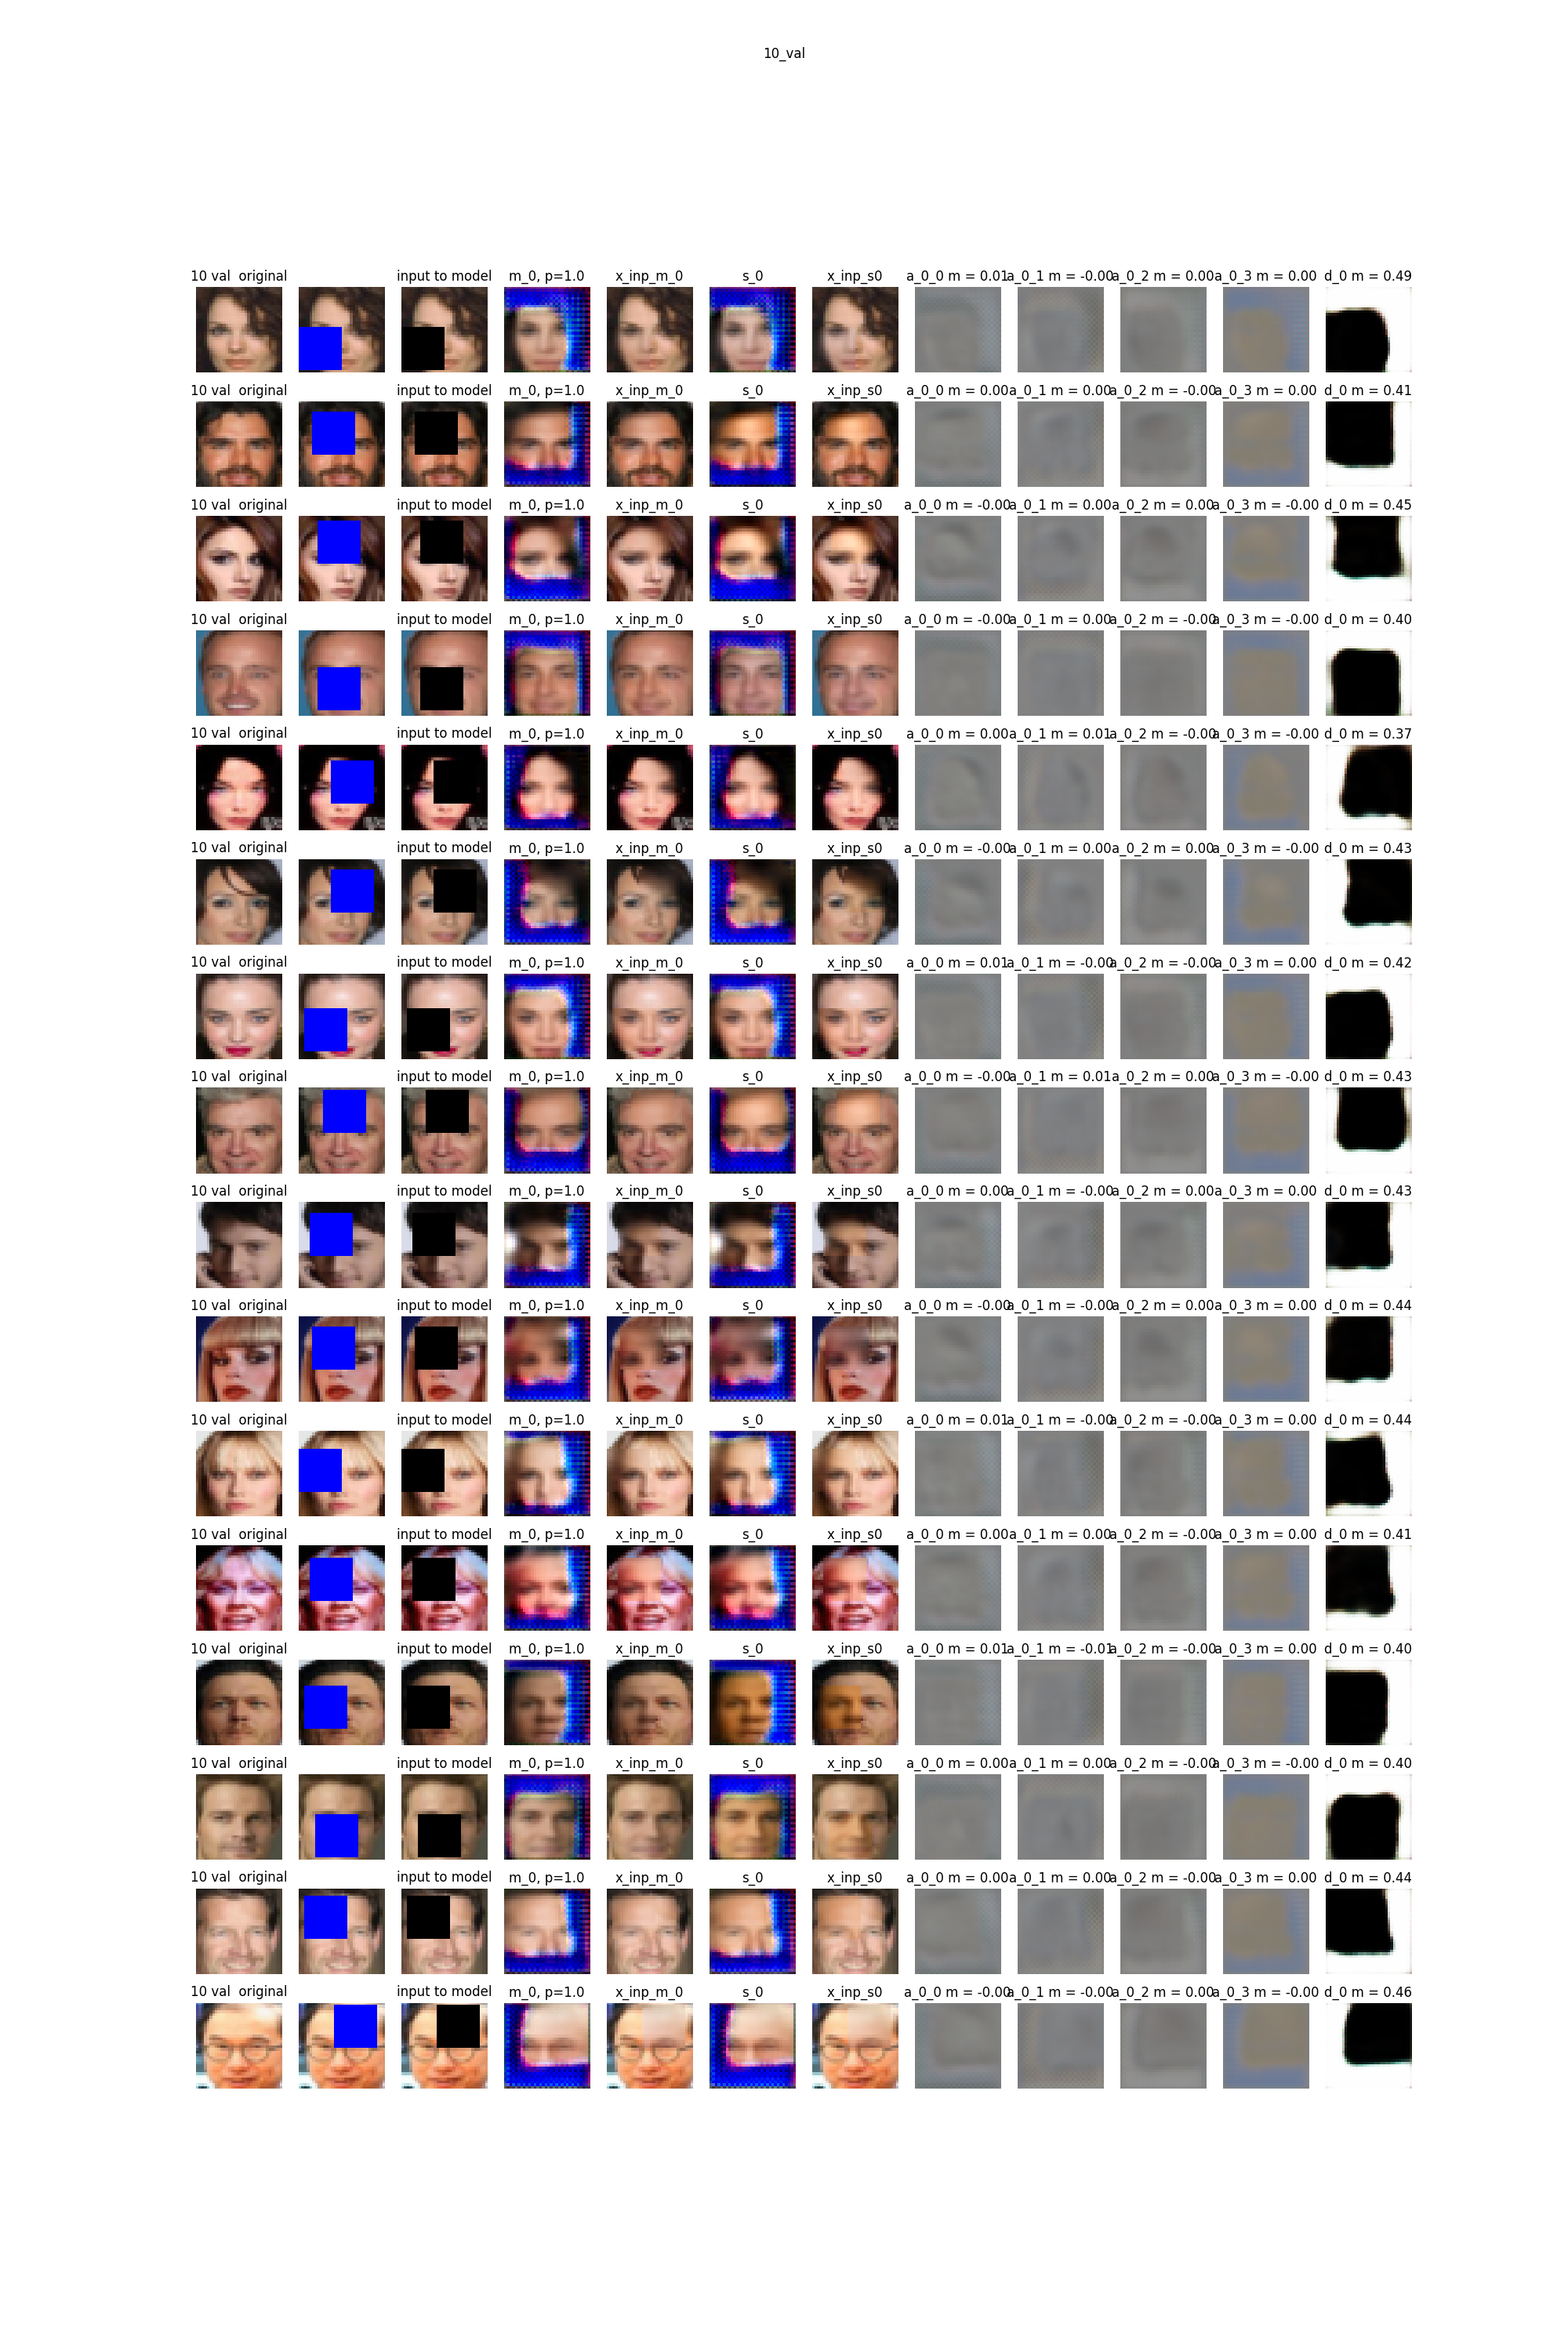 10_val
10 val original input to model m_0, p=1.0 x_inp_m_0 s_0 x_inp_s0 a_0_0 m = 0.01 a_0_1 m = -0.00 a_0_2 m = 0.00 a_0_3 m = 0.00 d_0 m = 0.49
10 val original input to model m_0, p=1.0 x_inp_m_0 s_0 x_inp_s0 a_0_0 m = 0.00 a_0_1 m = 0.00 a_0_2 m = -0.00 a_0_3 m = 0.00 d_0 m = 0.41
10 val original input to model m_0, p=1.0 x_inp_m_0 s_0 x_inp_s0 a_0_0 m = -0.00 a_0_1 m = 0.00 a_0_2 m = 0.00 a_0_3 m = -0.00 d_0 m = 0.45
10 val original input to model m_0, p=1.0 x_inp_m_0 s_0 x_inp_s0 a_0_0 m = -0.00 a_0_1 m = 0.00 a_0_2 m = -0.00 a_0_3 m = -0.00 d_0 m = 0.40
10 val original input to model m_0, p=1.0 x_inp_m_0 s_0 x_inp_s0 a_0_0 m = 0.00 a_0_1 m = 0.01 a_0_2 m = -0.00 a_0_3 m = -0.00 d_0 m = 0.37
10 val original input to model m_0, p=1.0 x_inp_m_0 s_0 x_inp_s0 a_0_0 m = -0.00 a_0_1 m = 0.00 a_0_2 m = 0.00 a_0_3 m = -0.00 d_0 m = 0.43
10 val original input to model m_0, p=1.0 x_inp_m_0 s_0 x_inp_s0 a_0_0 m = 0.01 a_0_1 m = -0.00 a_0_2 m = -0.00 a_0_3 m = 0.00 d_0 m = 0.42
10 val original input to model m_0, p=1.0 x_inp_m_0 s_0 x_inp_s0 a_0_0 m = -0.00 a_0_1 m = 0.01 a_0_2 m = 0.00 a_0_3 m = -0.00 d_0 m = 0.43
10 val original input to model m_0, p=1.0 x_inp_m_0 s_0 x_inp_s0 a_0_0 m = 0.00 a_0_1 m = -0.00 a_0_2 m = 0.00 a_0_3 m = 0.00 d_0 m = 0.43
10 val original input to model m_0, p=1.0 x_inp_m_0 s_0 x_inp_s0 a_0_0 m = -0.00 a_0_1 m = -0.00 a_0_2 m = 0.00 a_0_3 m = 0.00 d_0 m = 0.44
10 val original input to model m_0, p=1.0 x_inp_m_0 s_0 x_inp_s0 a_0_0 m = 0.01 a_0_1 m = -0.00 a_0_2 m = -0.00 a_0_3 m = 0.00 d_0 m = 0.44
10 val original input to model m_0, p=1.0 x_inp_m_0 s_0 x_inp_s0 a_0_0 m = 0.00 a_0_1 m = 0.00 a_0_2 m = -0.00 a_0_3 m = 0.00 d_0 m = 0.41
10 val original input to model m_0, p=1.0 x_inp_m_0 s_0 x_inp_s0 a_0_0 m = 0.01 a_0_1 m = -0.01 a_0_2 m = -0.00 a_0_3 m = 0.00 d_0 m = 0.40
10 val original input to model m_0, p=1.0 x_inp_m_0 s_0 x_inp_s0 a_0_0 m = 0.00 a_0_1 m = 0.00 a_0_2 m = -0.00 a_0_3 m = -0.00 d_0 m = 0.40
10 val original input to model m_0, p=1.0 x_inp_m_0 s_0 x_inp_s0 a_0_0 m = 0.00 a_0_1 m = 0.00 a_0_2 m = -0.00 a_0_3 m = 0.00 d_0 m = 0.44
10 val original input to model m_0, p=1.0 x_inp_m_0 s_0 x_inp_s0 a_0_0 m = -0.00 a_0_1 m = -0.00 a_0_2 m = 0.00 a_0_3 m = -0.00 d_0 m = 0.46